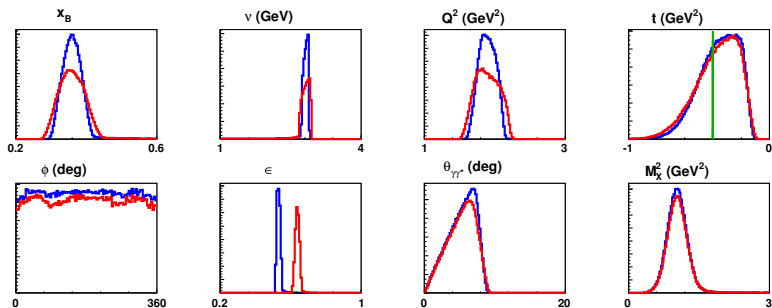 x_B
ν (GeV)
Q² (GeV²)
t (GeV²)
0.2 0.6
1 4
1 3
-1 0
ϕ (deg)
∈
θ_γγ* (deg)
M_x² (GeV²)
0 360
0.2 1
0 20
0 3